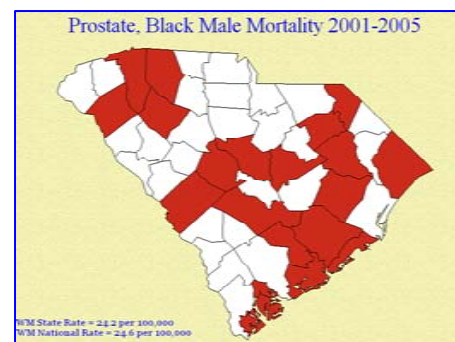 Prostate, Black Male Mortality 2001-2005
WM State Rate = 24.2 per 100,000
WM National Rate = 24.6 per 100,000